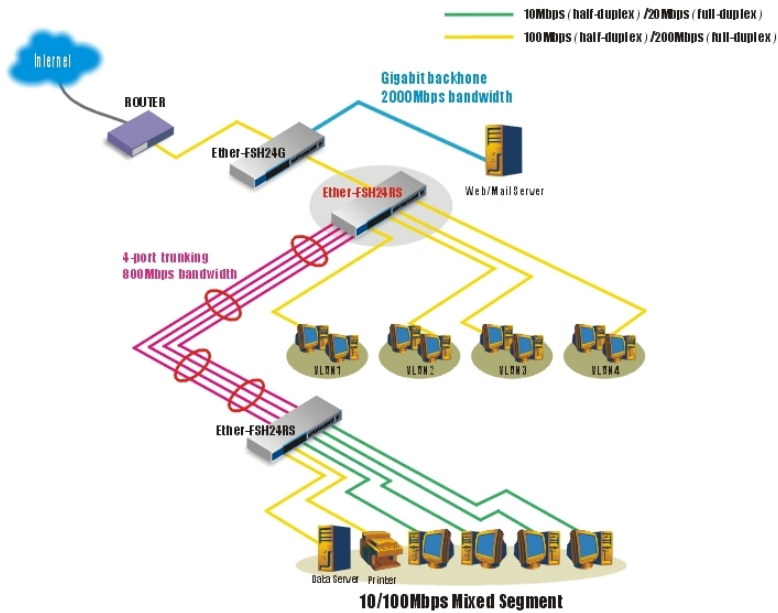 10Mbps (half-duplex) /20Mbps (full-duplex)
100Mbps (half-duplex) /200Mbps (full-duplex)
Internet
ROUTER
Gigabit backhone
2000Mbps bandwidth
Ether-FSH24G
Web/Mail Server
Ether-FSH24RS
4-port trunking
800Mbps bandwidth
VLAN1
VLAN2
VLAN3
VLAN4
Ether-FSH24RS
Data Server
Printer
10/100Mbps Mixed Segment